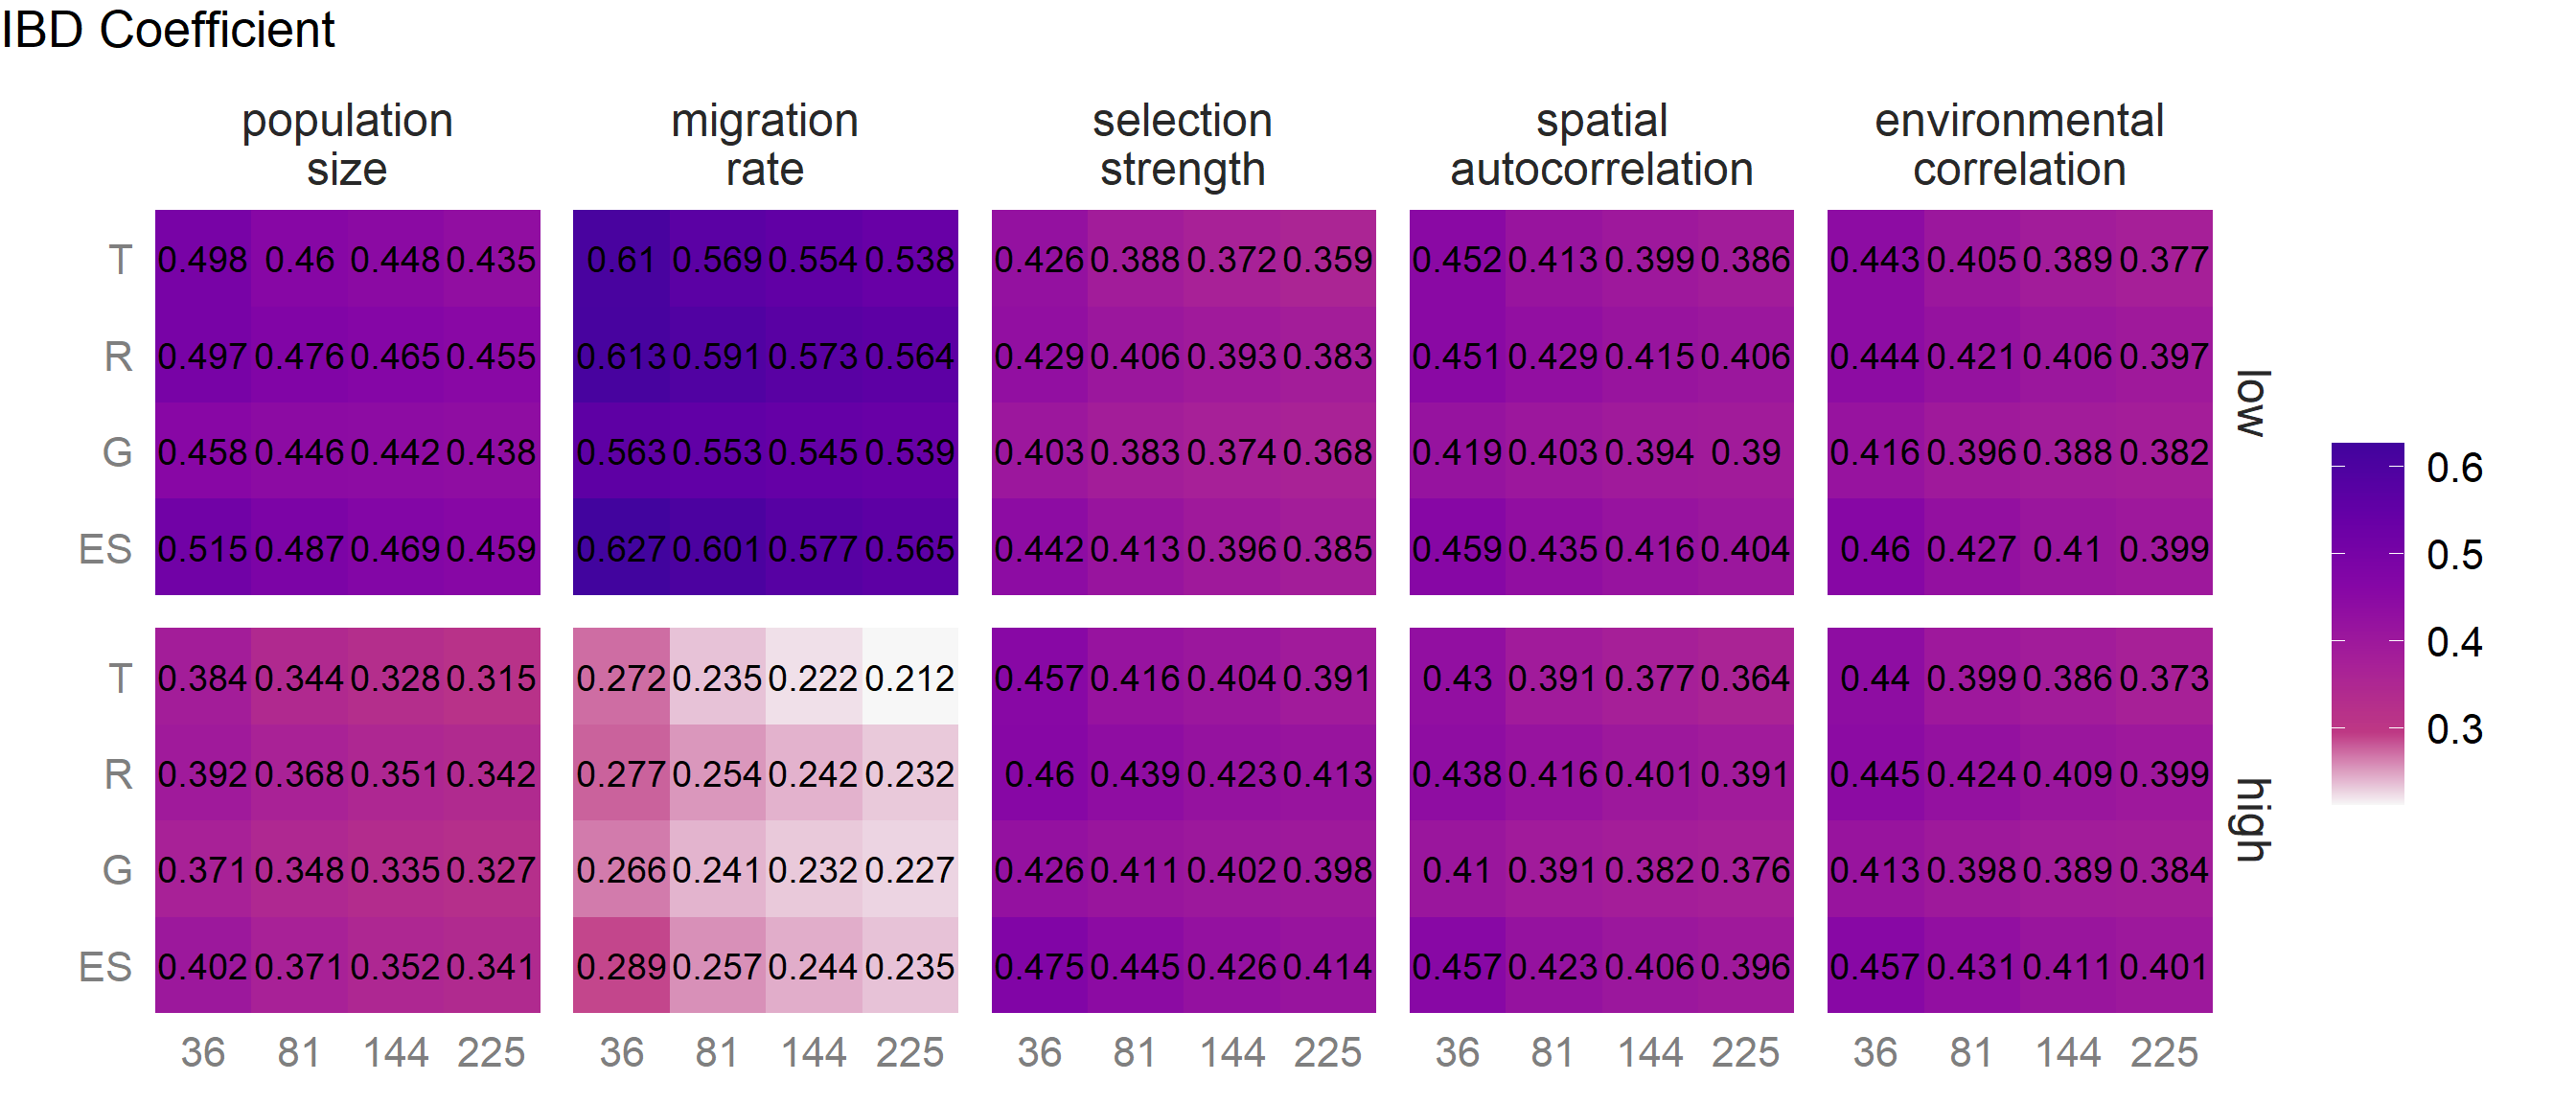 IBD Coefficient
population size
migration rate
selection strength
spatial autocorrelation
environmental correlation
T 0.498 0.46 0.448 0.435 0.61 0.569 0.554 0.538 0.426 0.388 0.372 0.359 0.452 0.413 0.399 0.386 0.443 0.405 0.389 0.377
R 0.497 0.476 0.465 0.455 0.613 0.591 0.573 0.564 0.429 0.406 0.393 0.383 0.451 0.429 0.415 0.406 0.444 0.421 0.406 0.397
G 0.458 0.446 0.442 0.438 0.563 0.553 0.545 0.539 0.403 0.383 0.374 0.368 0.419 0.403 0.394 0.39 0.416 0.396 0.388 0.382
ES 0.515 0.487 0.469 0.459 0.627 0.601 0.577 0.565 0.442 0.413 0.396 0.385 0.459 0.435 0.416 0.404 0.46 0.427 0.41 0.399
low
T 0.384 0.344 0.328 0.315 0.272 0.235 0.222 0.212 0.457 0.416 0.404 0.391 0.43 0.391 0.377 0.364 0.44 0.399 0.386 0.373
R 0.392 0.368 0.351 0.342 0.277 0.254 0.242 0.232 0.46 0.439 0.423 0.413 0.438 0.416 0.401 0.391 0.445 0.424 0.409 0.399
G 0.371 0.348 0.335 0.327 0.266 0.241 0.232 0.227 0.426 0.411 0.402 0.398 0.41 0.391 0.382 0.376 0.413 0.398 0.389 0.384
ES 0.402 0.371 0.352 0.341 0.289 0.257 0.244 0.235 0.475 0.445 0.426 0.414 0.457 0.423 0.406 0.396 0.457 0.431 0.411 0.401
high
36 81 144 225 36 81 144 225 36 81 144 225 36 81 144 225 36 81 144 225
0.6
0.5
0.4
0.3